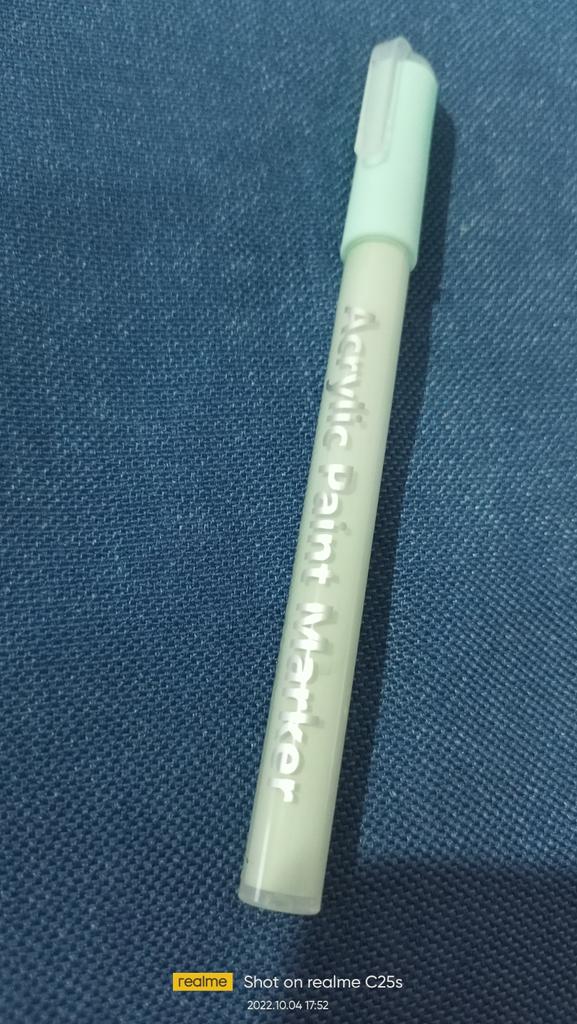 Acrylic Paint Marker
realme Shot on realme C25s
2022.10.04 17:52